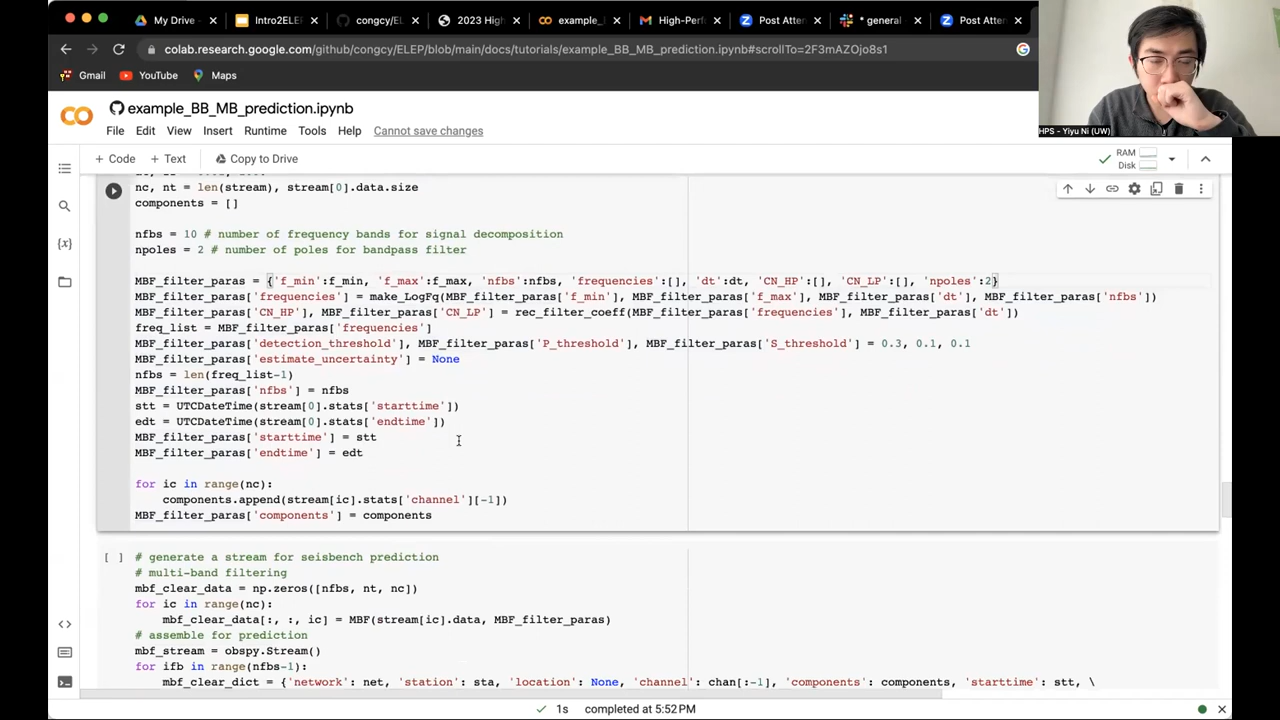 My Drive -
Intro2ELEP
congcy/EL
2023 High
example_
M High-Perf
Post Atten
* general -
Post Atten
colab.research.google.com/github/congcy/ELEP/blob/main/docs/tutorials/example_BB_MB_prediction.ipynb#scrollTo=2F3mAZOjo8s1
Gmail YouTube Maps
HPS - Yiyu Ni (UW)
example_BB_MB_prediction.ipynb
File Edit View Insert Runtime Tools Help Cannot save changes
+ Code + Text Copy to Drive
RAM
Disk
nc, nt = len(stream), stream[0].data.size
components = []
nfbs = 10 # number of frequency bands for signal decomposition
npoles = 2 # number of poles for bandpass filter
MBF_filter_paras = {'f_min':f_min, 'f_max':f_max, 'nfbs':nfbs, 'frequencies':[], 'dt':dt, 'CN_HP':[], 'CN_LP':[], 'npoles':2}
MBF_filter_paras['frequencies'] = make_LogFq(MBF_filter_paras['f_min'], MBF_filter_paras['f_max'], MBF_filter_paras['dt'], MBF_filter_paras['nfbs'])
MBF_filter_paras['CN_HP'], MBF_filter_paras['CN_LP'] = rec_filter_coeff(MBF_filter_paras['frequencies'], MBF_filter_paras['dt'])
freq_list = MBF_filter_paras['frequencies']
MBF_filter_paras['detection_threshold'], MBF_filter_paras['P_threshold'], MBF_filter_paras['S_threshold'] = 0.3, 0.1, 0.1
MBF_filter_paras['estimate_uncertainty'] = None
nfbs = len(freq_list-1)
MBF_filter_paras['nfbs'] = nfbs
stt = UTCDateTime(stream[0].stats['starttime'])
edt = UTCDateTime(stream[0].stats['endtime'])
MBF_filter_paras['starttime'] = stt
MBF_filter_paras['endtime'] = edt
for ic in range(nc):
components.append(stream[ic].stats['channel'][-1])
MBF_filter_paras['components'] = components
[ ] # generate a stream for seisbench prediction
# multi-band filtering
mbf_clear_data = np.zeros([nfbs, nt, nc])
for ic in range(nc):
mbf_clear_data[:, :, ic] = MBF(stream[ic].data, MBF_filter_paras)
# assemble for prediction
mbf_stream = obspy.Stream()
for ifb in range(nfbs-1):
mbf_clear_dict = {'network': net, 'station': sta, 'location': None, 'channel': chan[:-1], 'components': components, 'starttime': stt, \
1s completed at 5:52 PM